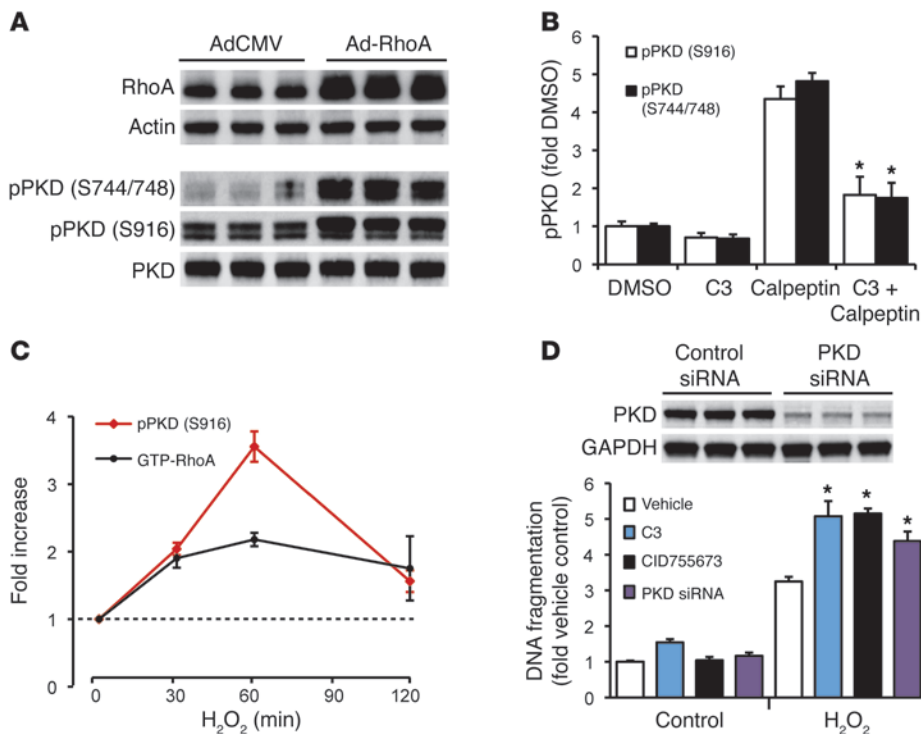 A
AdCMV Ad-RhoA
RhoA
Actin
pPKD (S744/748)
pPKD (S916)
PKD
B
pPKD (fold DMSO)
6
5
4
3
2
1
0
pPKD (S916)
pPKD
(S744/748)
* *
DMSO C3 Calpeptin C3 +
Calpeptin
C
Fold increase
4
3
2
1
0
pPKD (S916)
GTP-RhoA
0 30 60 90 120
H₂O₂ (min)
D
Control
siRNA
PKD
siRNA
PKD
GAPDH
DNA fragmentation
(fold vehicle control)
6
5
4
3
2
1
0
Vehicle
C3
CID755673
PKD siRNA
* * *
Control H₂O₂